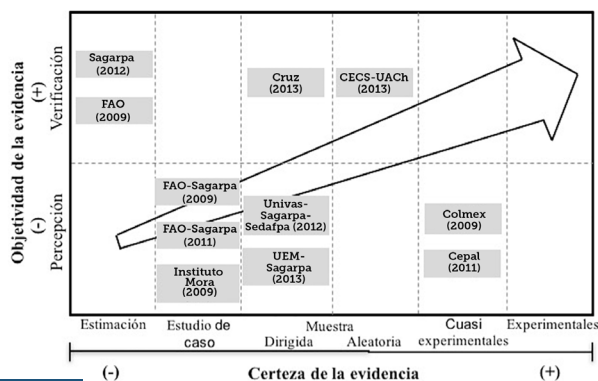 Objetividad de la evidencia
(+)
Verificación
(-)
Percepción
Sagarpa
(2012)
FAO
(2009)
Cruz
(2013)
CECS-UACh
(2013)
FAO-Sagarpa
(2009)
FAO-Sagarpa
(2011)
Instituto
Mora
(2009)
Univas-
Sagarpa-
Sedafpa (2012)
UEM-
Sagarpa
(2013)
Colmex
(2009)
Cepal
(2011)
Estimación
Estudio de
caso
Muestra
Dirigida
Aleatoria
Cuasi
experimentales
Experimentales
(-)
Certeza de la evidencia
(+)